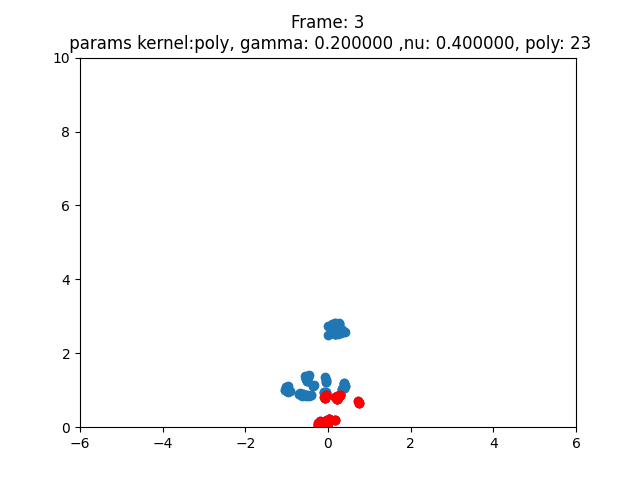 Frame: 3
params kernel:poly, gamma: 0.200000 ,nu: 0.400000, poly: 23
10
8
6
4
2
0
−6 −4 −2 0 2 4 6